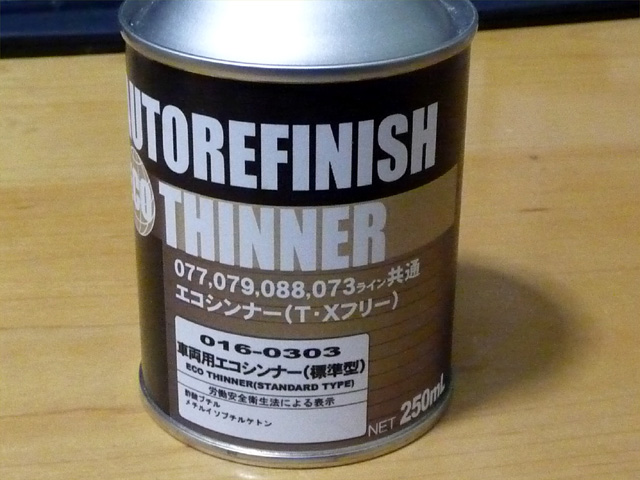 AUTOREFINISH
ECO
THINNER
077,079,088,073ライン共通
エコシンナー(T・Xフリー)
016-0303
車両用エコシンナー(標準型)
ECO THINNER(STANDARD TYPE)
労働安全衛生法による表示
酢酸ブチル
メチルイソブチルケトン
NET 250mL